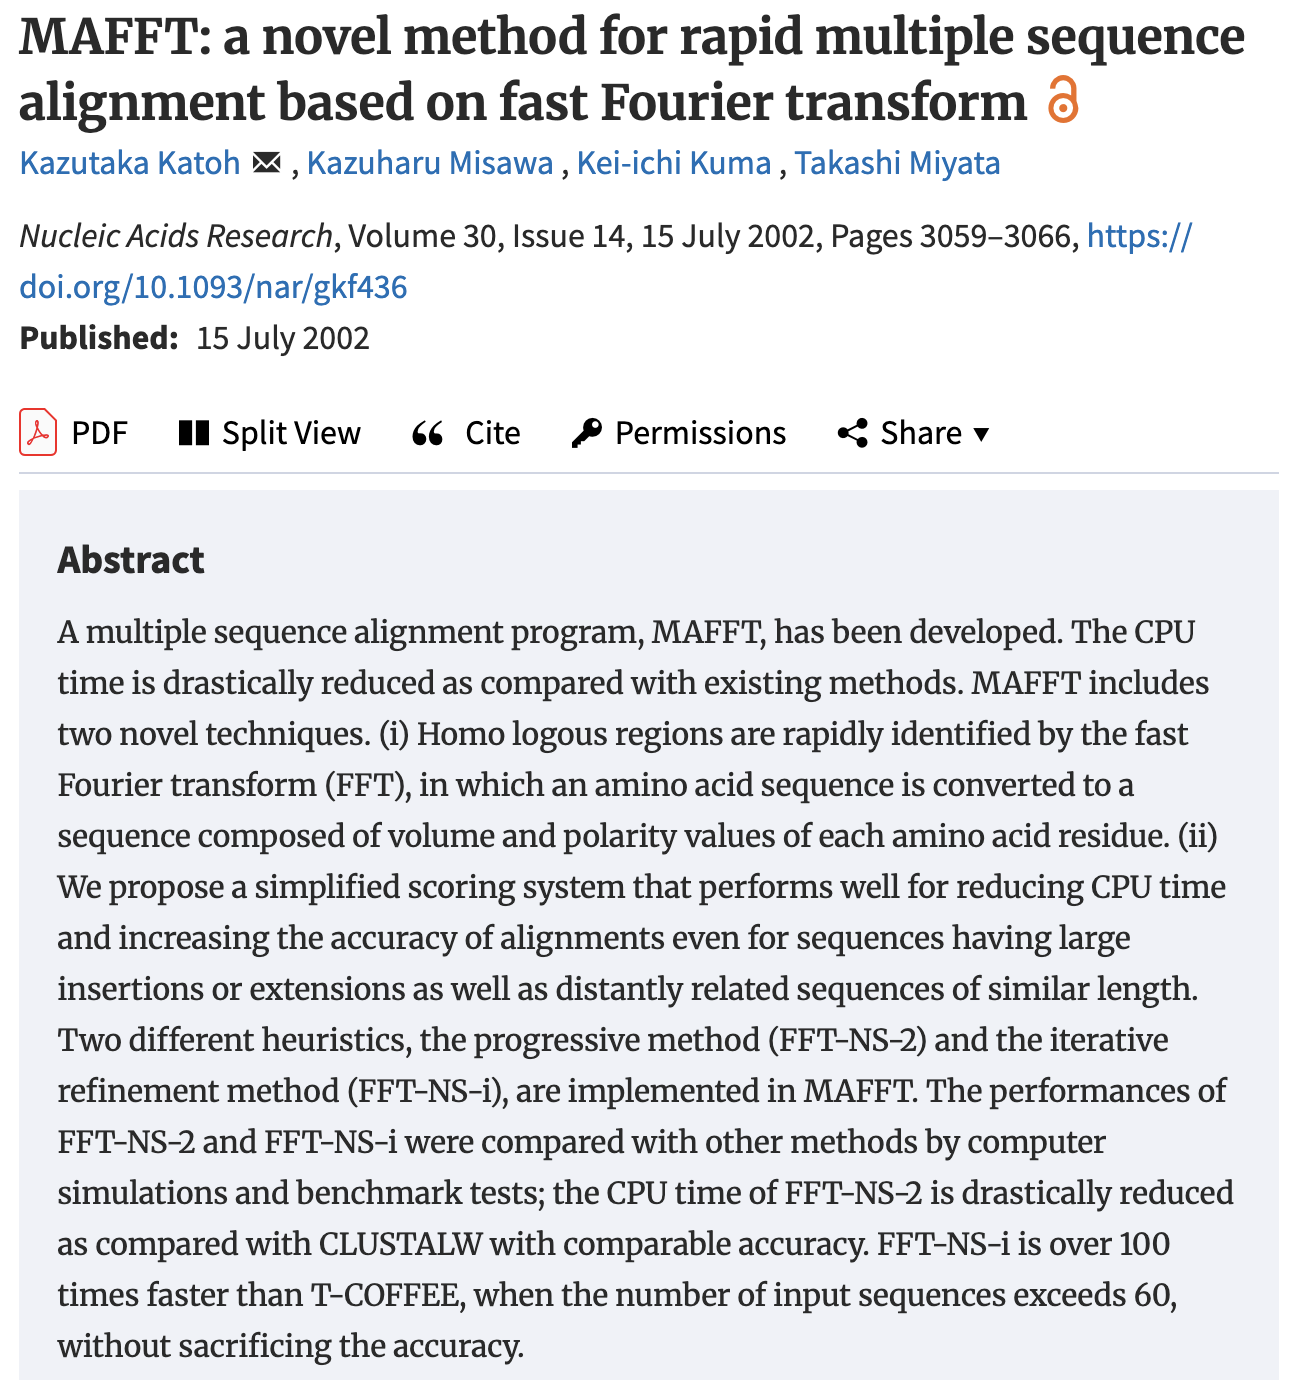 MAFFT: a novel method for rapid multiple sequence
alignment based on fast Fourier transform
Kazutaka Katoh , Kazuharu Misawa , Kei-ichi Kuma , Takashi Miyata
Nucleic Acids Research, Volume 30, Issue 14, 15 July 2002, Pages 3059–3066, https://
doi.org/10.1093/nar/gkf436
Published: 15 July 2002
PDF Split View Cite Permissions Share ▼
Abstract
A multiple sequence alignment program, MAFFT, has been developed. The CPU
time is drastically reduced as compared with existing methods. MAFFT includes
two novel techniques. (i) Homo logous regions are rapidly identified by the fast
Fourier transform (FFT), in which an amino acid sequence is converted to a
sequence composed of volume and polarity values of each amino acid residue. (ii)
We propose a simplified scoring system that performs well for reducing CPU time
and increasing the accuracy of alignments even for sequences having large
insertions or extensions as well as distantly related sequences of similar length.
Two different heuristics, the progressive method (FFT-NS-2) and the iterative
refinement method (FFT-NS-i), are implemented in MAFFT. The performances of
FFT-NS-2 and FFT-NS-i were compared with other methods by computer
simulations and benchmark tests; the CPU time of FFT-NS-2 is drastically reduced
as compared with CLUSTALW with comparable accuracy. FFT-NS-i is over 100
times faster than T-COFFEE, when the number of input sequences exceeds 60,
without sacrificing the accuracy.